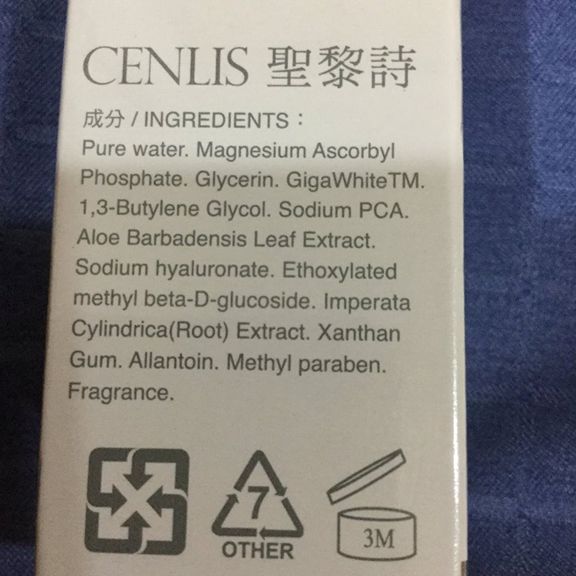 CENLIS 聖黎詩
成分 / INGREDIENTS：
Pure water. Magnesium Ascorbyl
Phosphate. Glycerin. GigaWhiteTM.
1,3-Butylene Glycol. Sodium PCA.
Aloe Barbadensis Leaf Extract.
Sodium hyaluronate. Ethoxylated
methyl beta-D-glucoside. Imperata
Cylindrica(Root) Extract. Xanthan
Gum. Allantoin. Methyl paraben.
Fragrance.
7
OTHER
3M